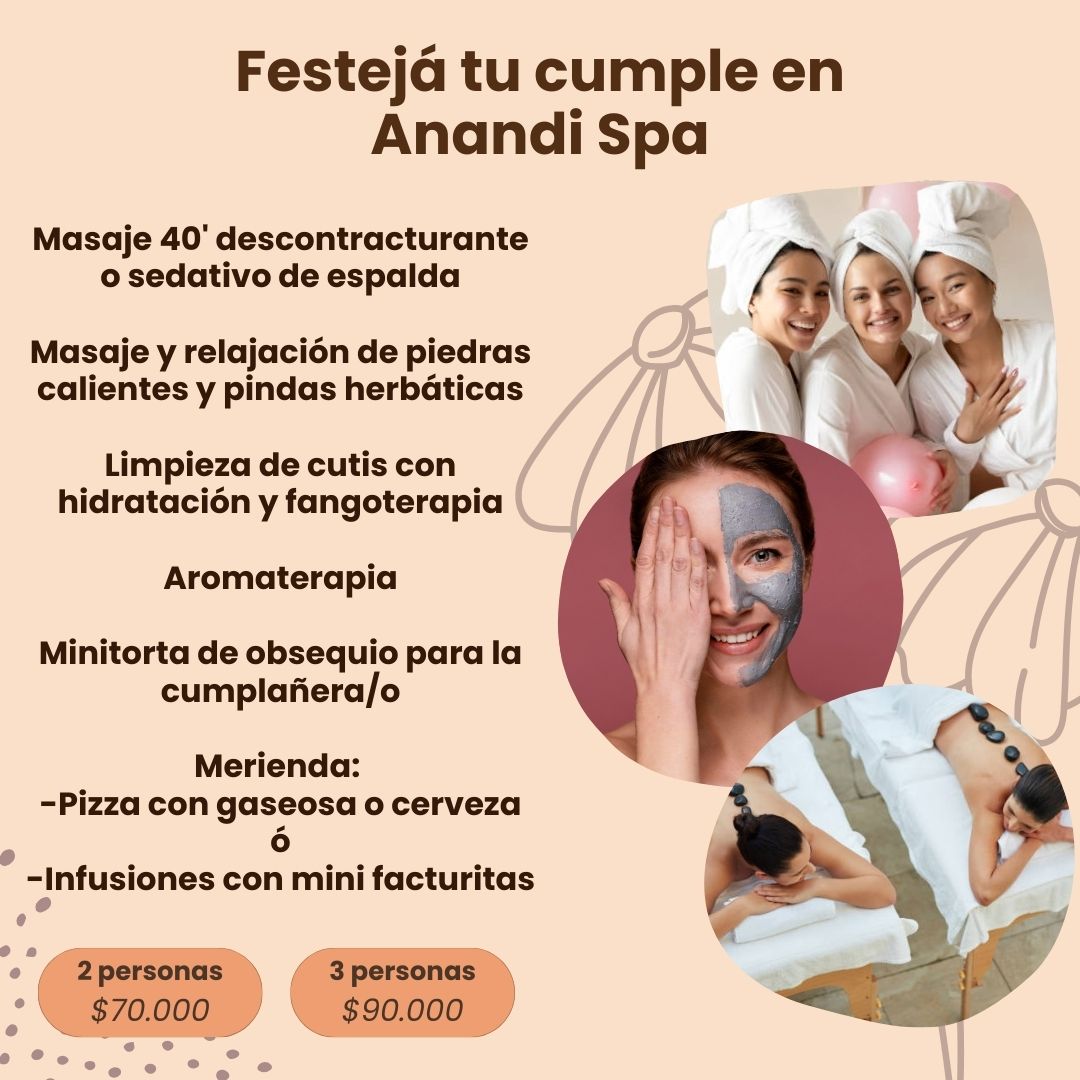 Festejá tu cumple en
Anandi Spa
Masaje 40' descontracturante
o sedativo de espalda
Masaje y relajación de piedras
calientes y pindas herbáticas
Limpieza de cutis con
hidratación y fangoterapia
Aromaterapia
Minitorta de obsequio para la
cumplañera/o
Merienda:
-Pizza con gaseosa o cerveza
ó
-Infusiones con mini facturitas
2 personas
$70.000
3 personas
$90.000